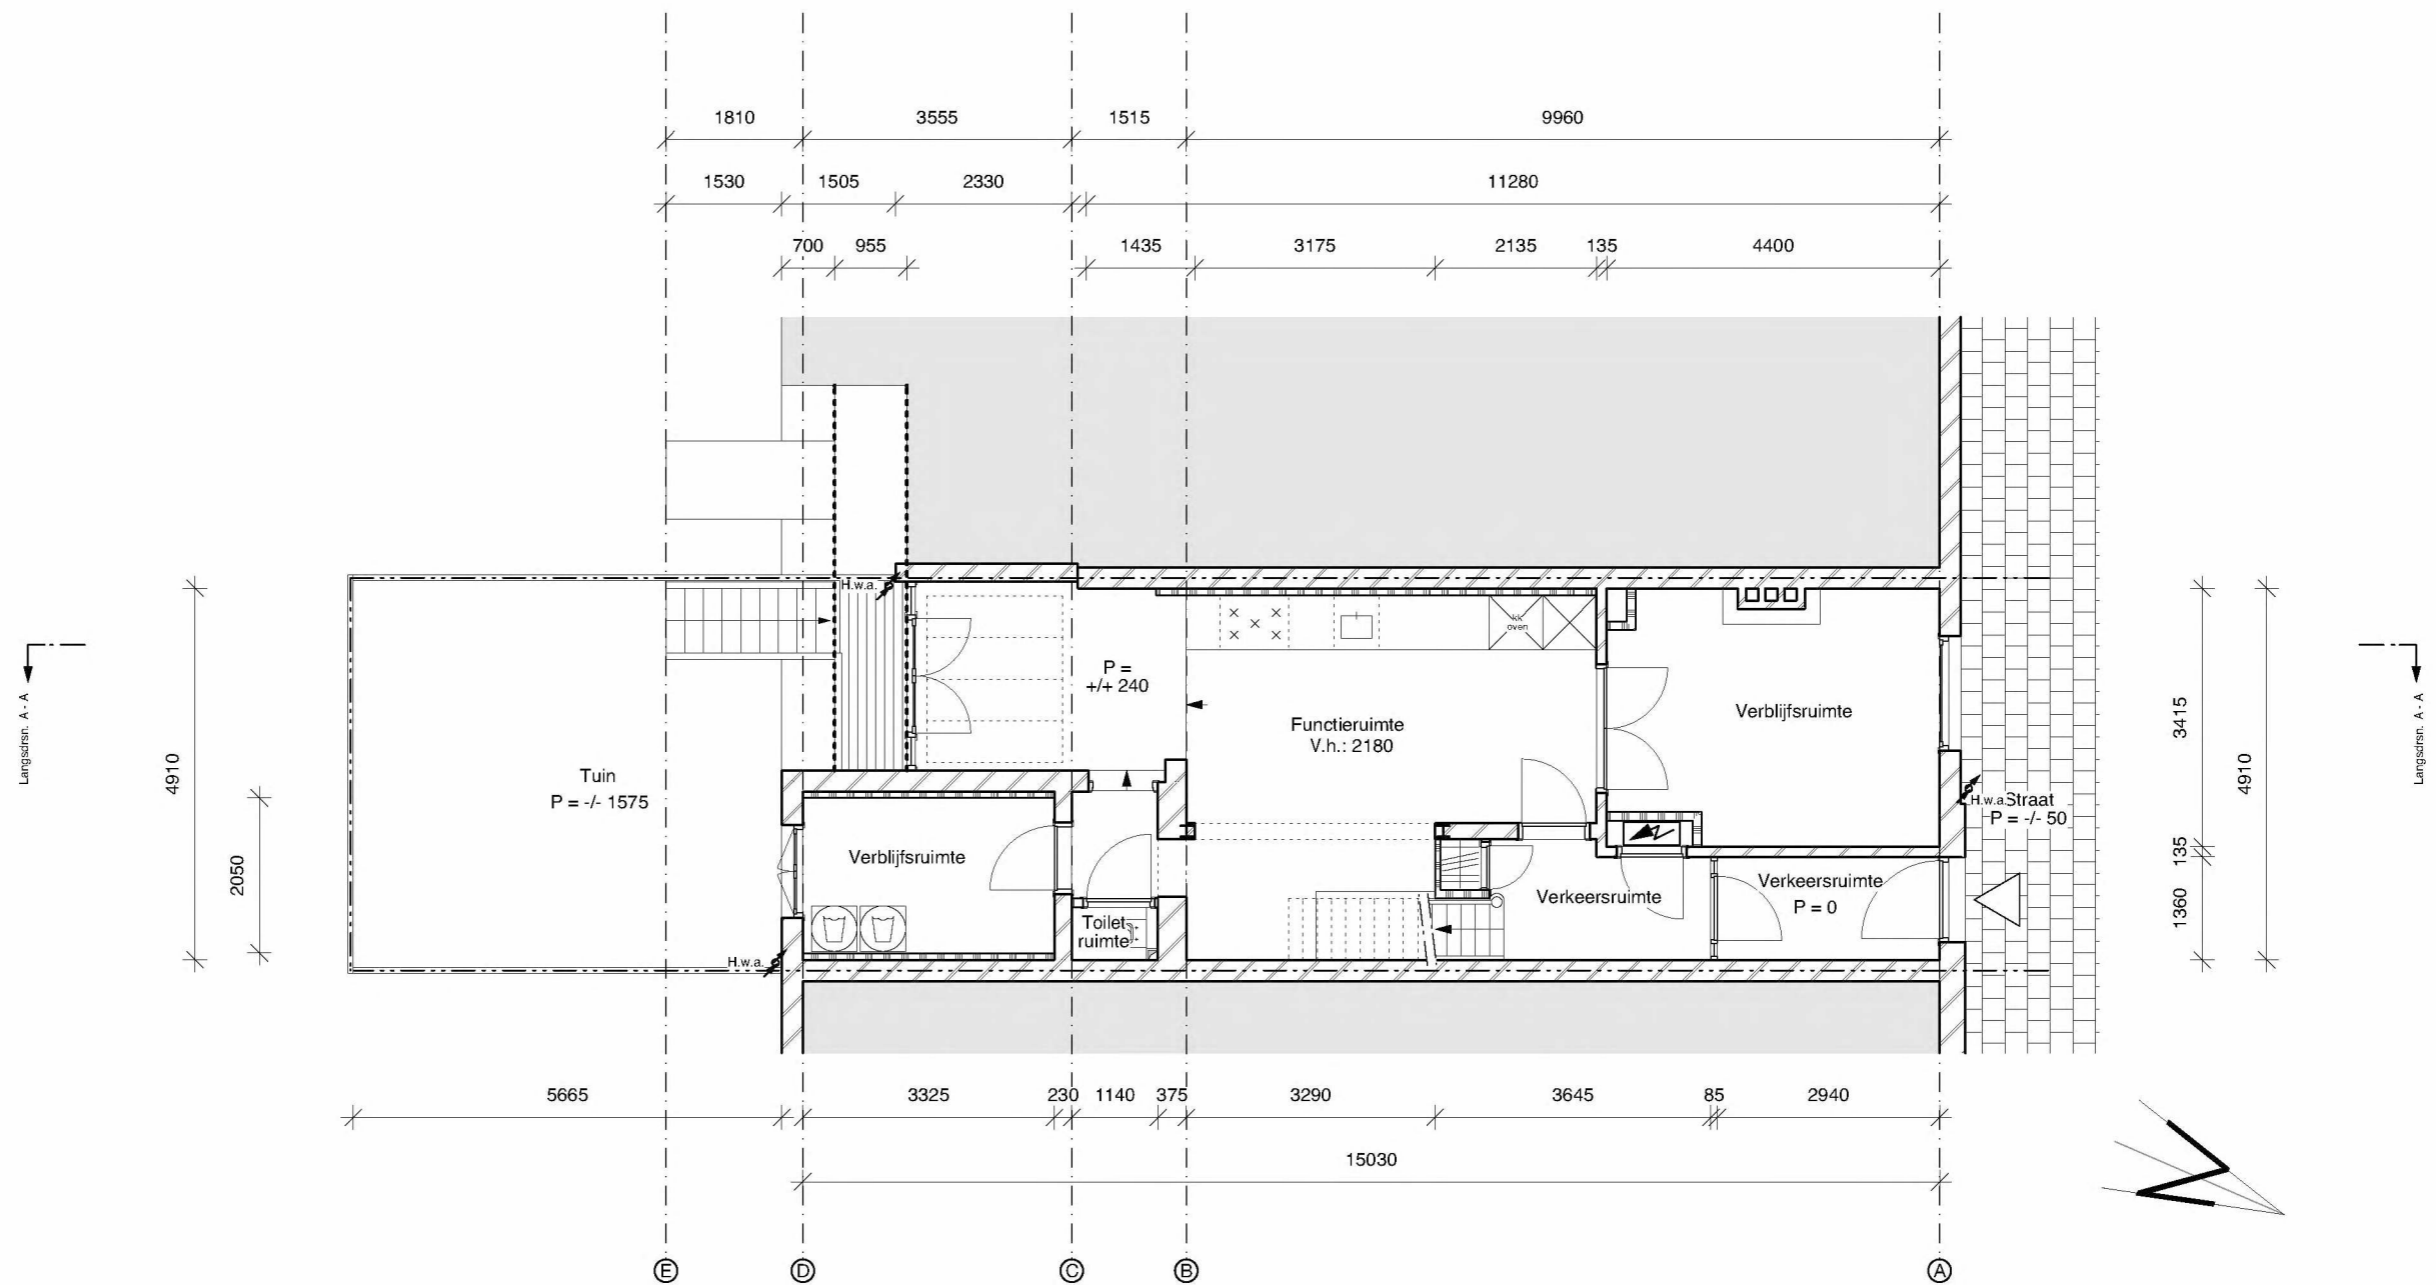 1810 3555 1515 9960
1530 1505 2330 11280
700 955 1435 3175 2135 135 4400
H.w.a.
kk
oven
P =
+/+ 240
Functieruimte
V.h.: 2180
Verblijfsruimte
Langsdrsn. A - A
Langsdrsn. A - A
4910
2050
3415
135
1360
4910
Tuin
P = -/- 1575
H.w.a. Straat
P = -/- 50
Verblijfsruimte
Verkeersruimte
Verkeersruimte
P = 0
Toilet
ruimte
H.w.a.
5665 3325 230 1140 375 3290 3645 85 2940
15030
E D C B A